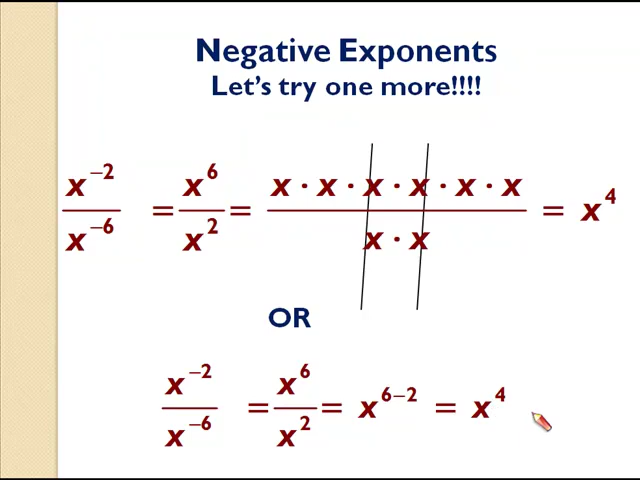 Negative Exponents
Let's try one more!!!!
x⁻² / x⁻⁶ = x⁶ / x² = x · x · x · x · x · x / x · x = x⁴
OR
x⁻² / x⁻⁶ = x⁶ / x² = x⁶⁻² = x⁴